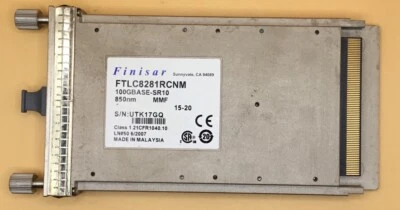 Finisar
Sunnyvale, CA 94089
FTLC8281RCNM
100GBASE-SR10
850nm MMF
15-20
S/N:UTK17GQ
Class 1 21CFR1040.10
LN#50 6/2007
MADE IN MALAYSIA
CE
20